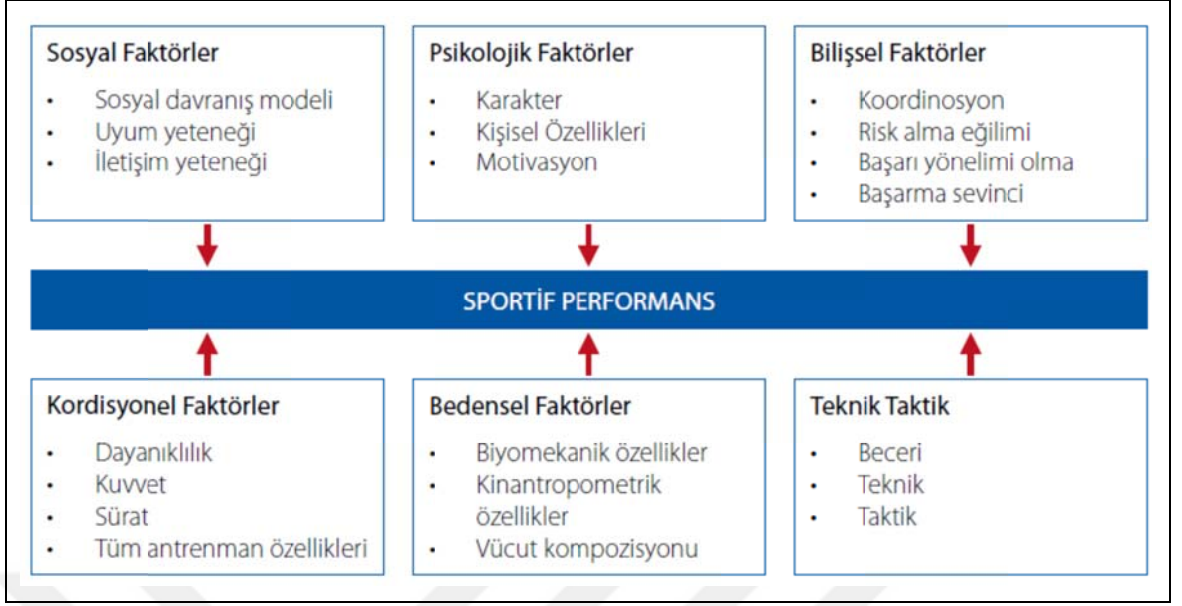 Sosyal Faktörler
• Sosyal davranış modeli
• Uyum yeteneği
• İletişim yeteneği
Psikolojik Faktörler
• Karakter
• Kişisel Özellikleri
• Motivasyon
Bilişsel Faktörler
• Koordinosyon
• Risk alma eğilimi
• Başarı yönelimi olma
• Başarma sevinci
SPORTİF PERFORMANS
Kordisyonel Faktörler
• Dayanıklılık
• Kuvvet
• Sürat
• Tüm antrenman özellikleri
Bedensel Faktörler
• Biyomekanik özellikler
• Kinantropometrik
özellikler
• Vücut kompozisyonu
Teknik Taktik
• Beceri
• Teknik
• Taktik